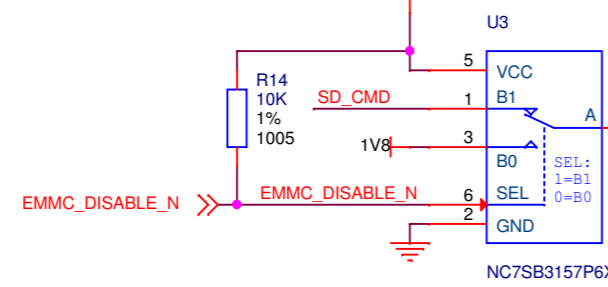 U3
5
VCC
R14
10K
1%
1005
SD_CMD
1
B1
A
1V8
3
B0
SEL:
1=B1
0=B0
EMMC_DISABLE_N
EMMC_DISABLE_N
6
SEL
2
GND
NC7SB3157P6X